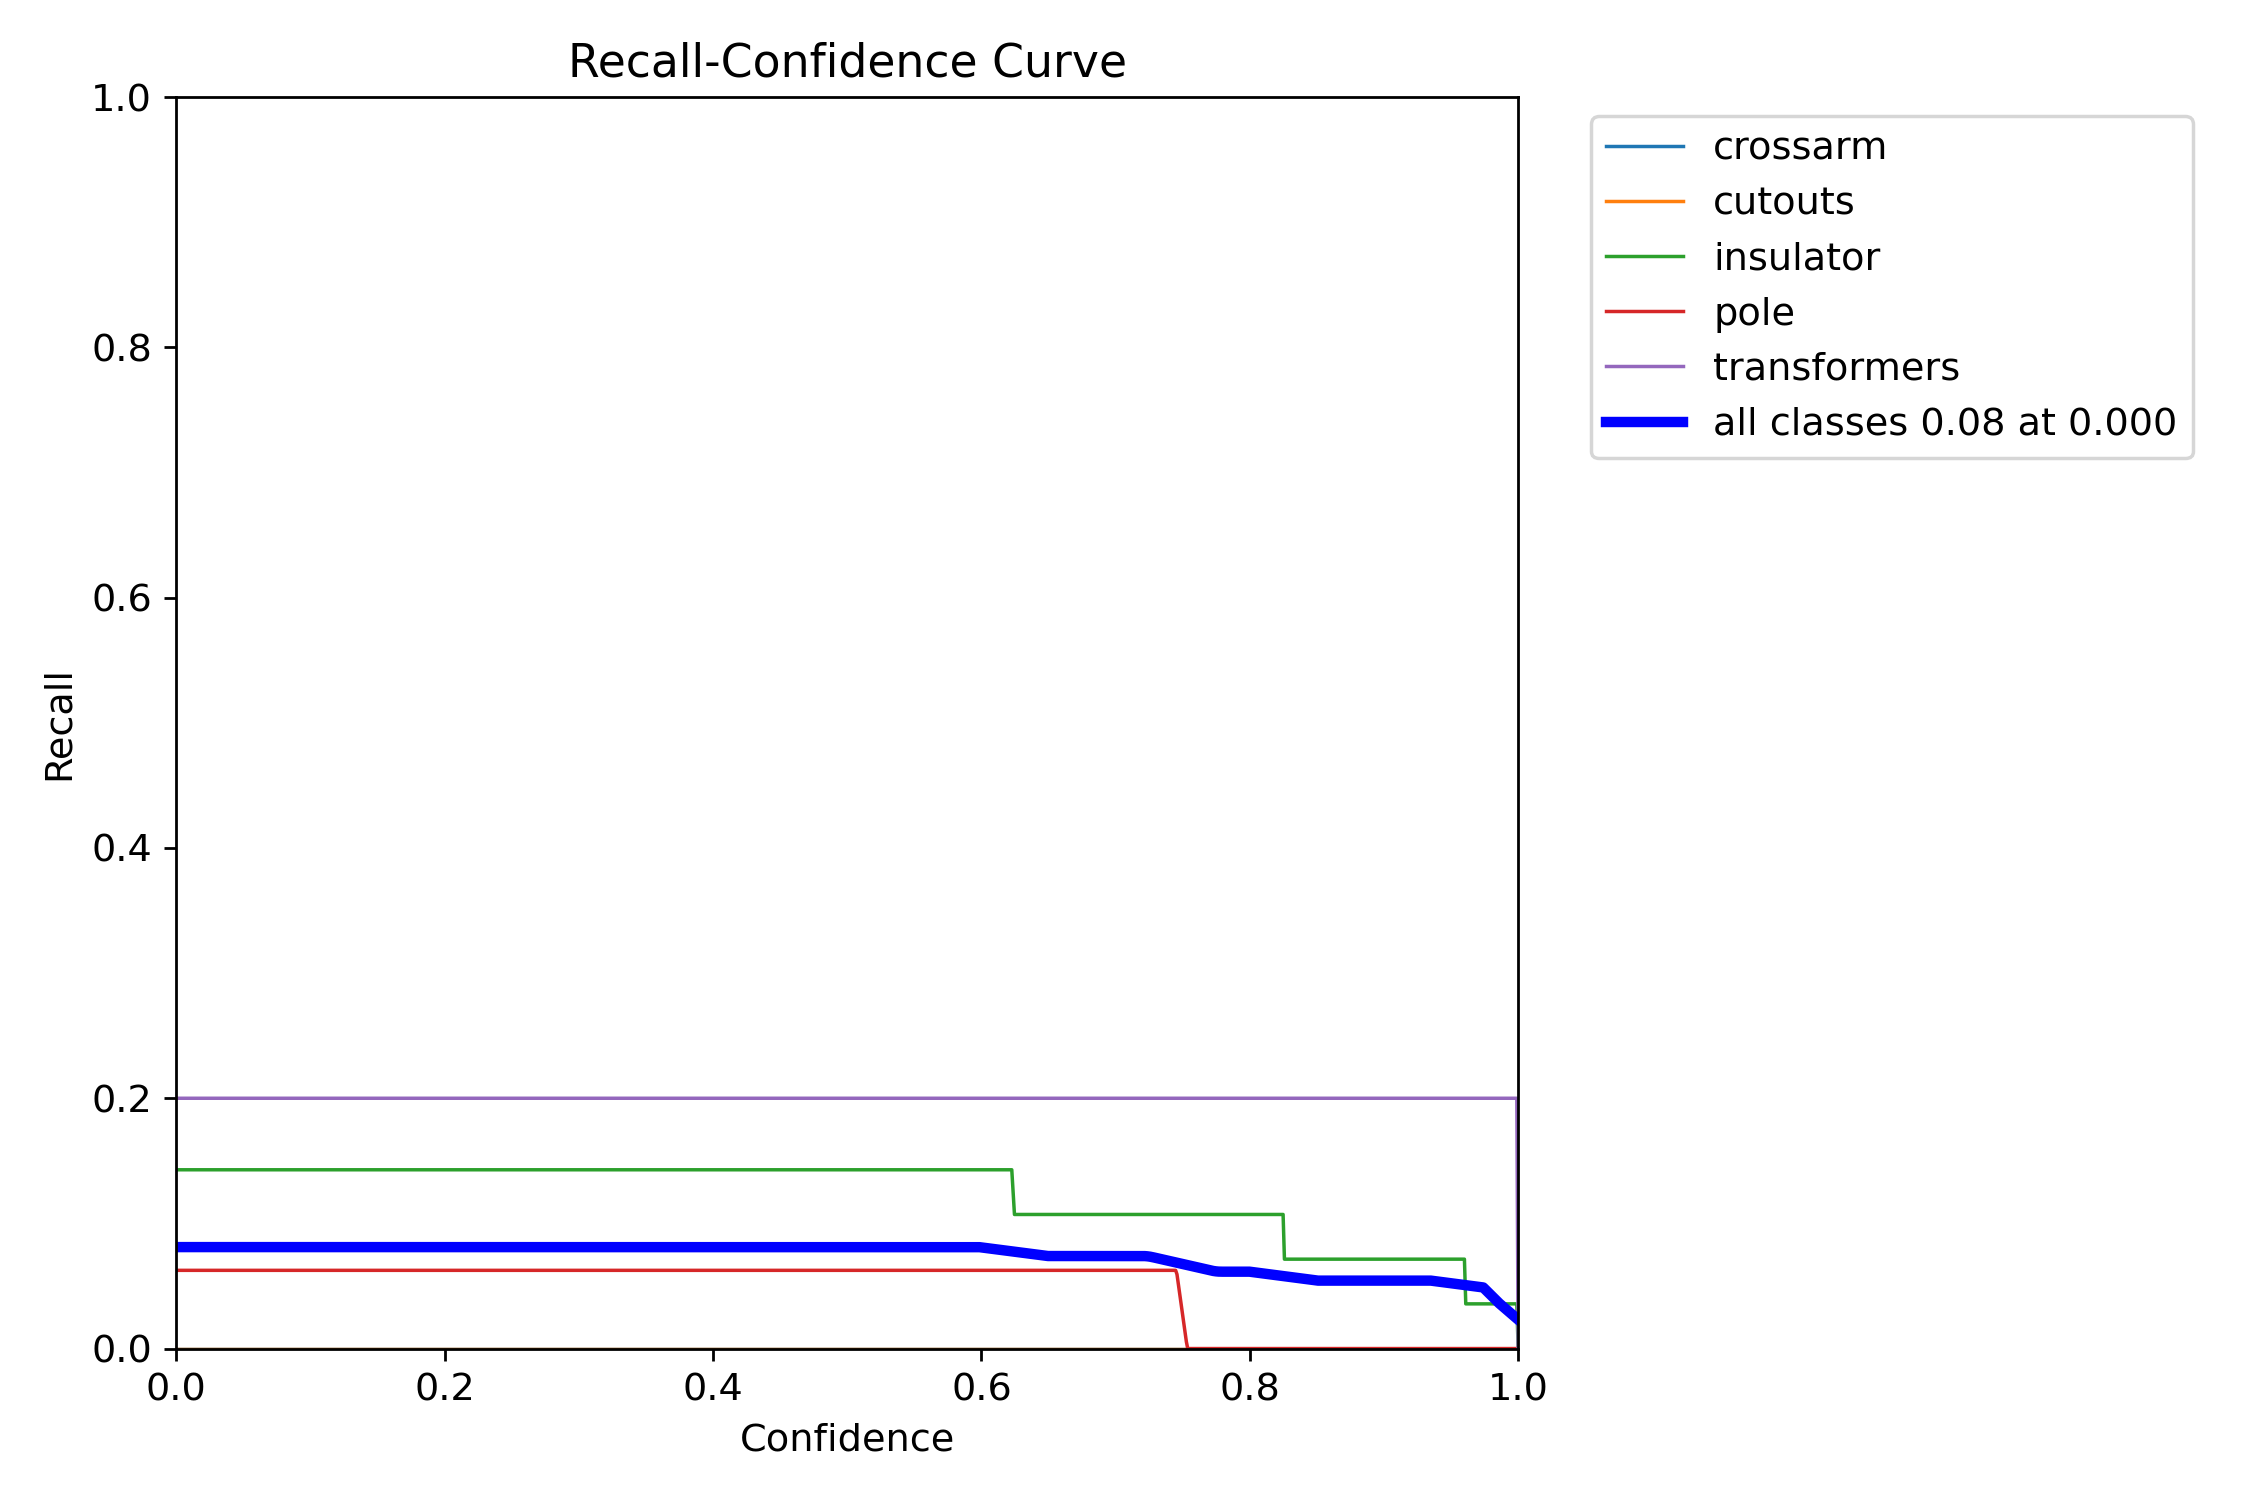 Recall-Confidence Curve
1.0
0.8
0.6
0.4
0.2
0.0
Recall
0.0 0.2 0.4 0.6 0.8 1.0
Confidence
crossarm
cutouts
insulator
pole
transformers
all classes 0.08 at 0.000